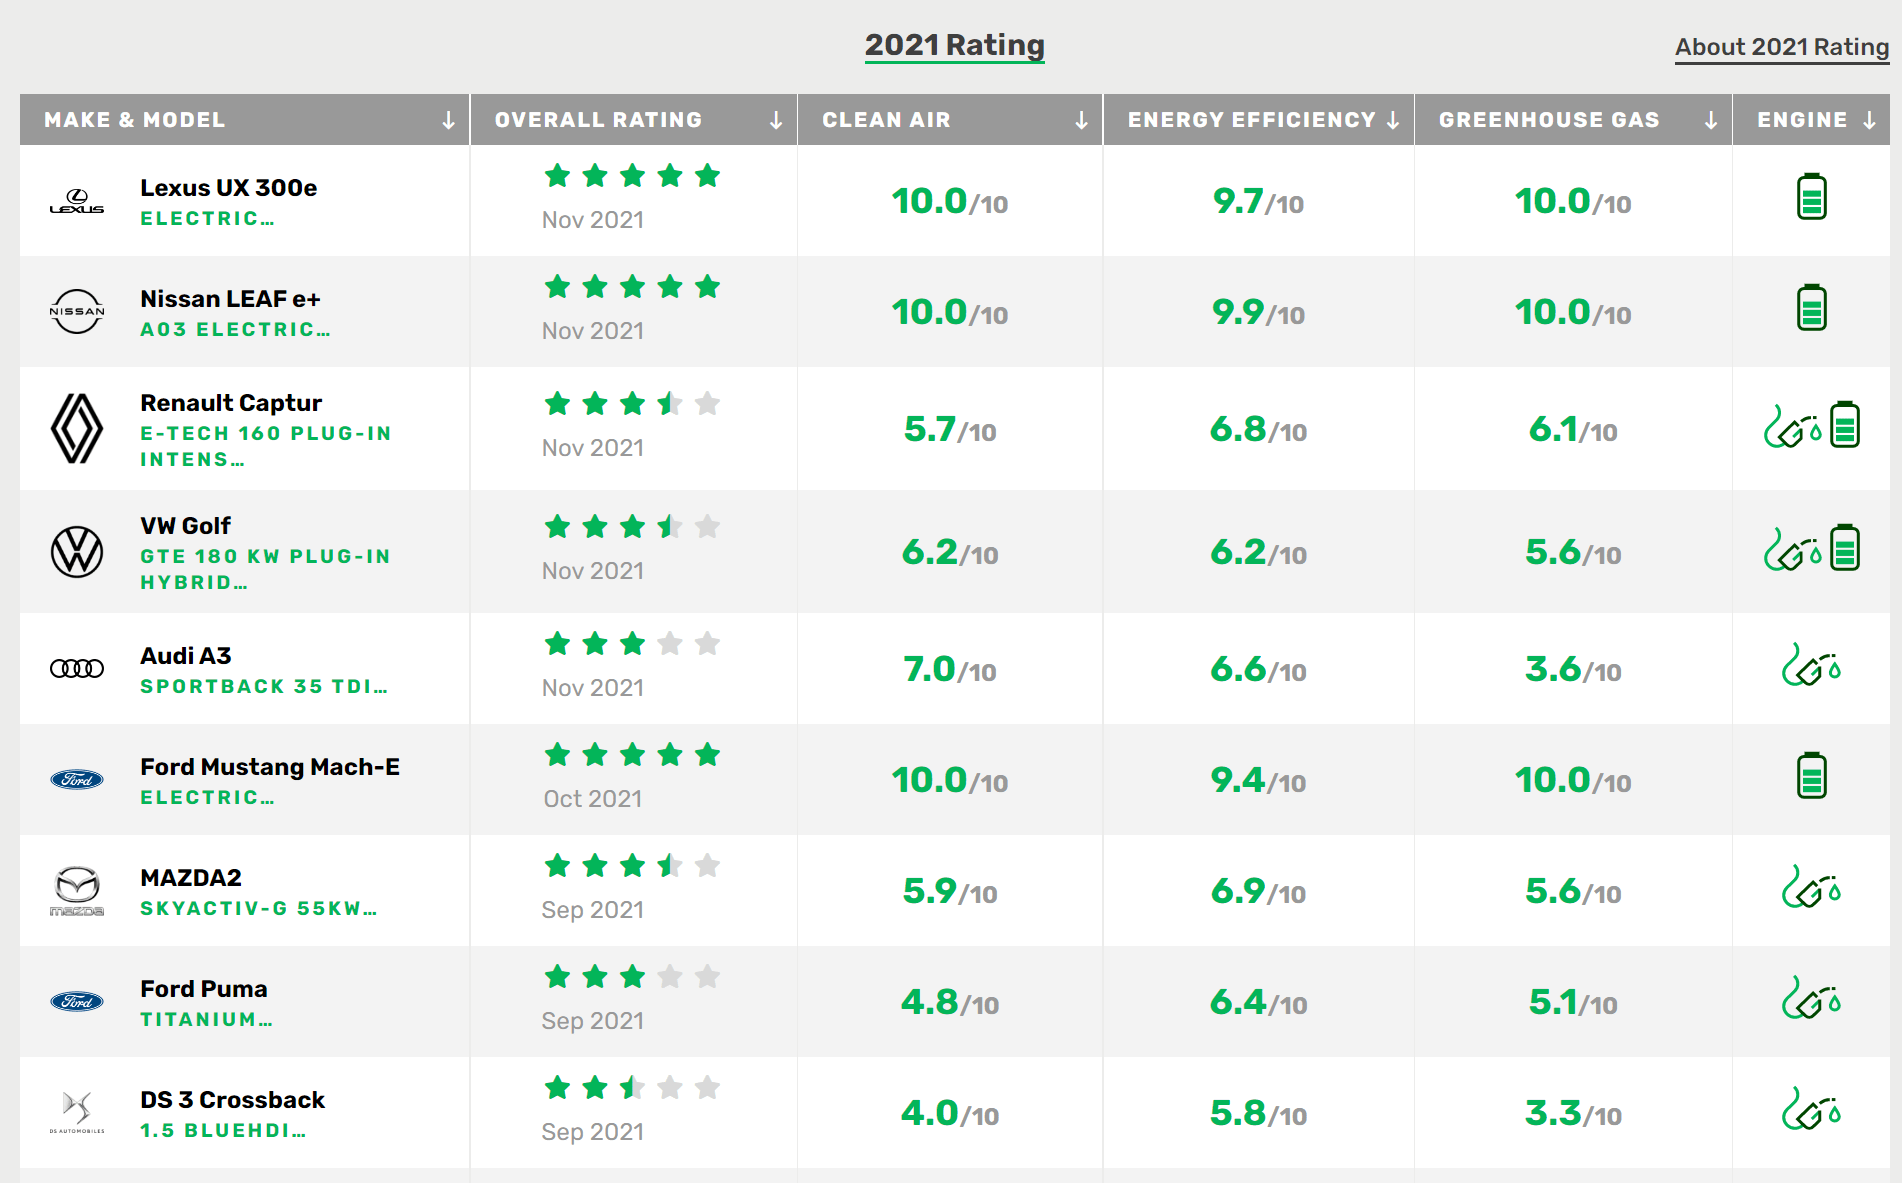 2021 Rating
About 2021 Rating
MAKE & MODEL ↓ OVERALL RATING ↓ CLEAN AIR ↓ ENERGY EFFICIENCY ↓ GREENHOUSE GAS ↓ ENGINE ↓
LEXUS
Lexus UX 300e
ELECTRIC...
Nov 2021
10.0/10
9.7/10
10.0/10
NISSAN
Nissan LEAF e+
A03 ELECTRIC...
Nov 2021
10.0/10
9.9/10
10.0/10
Renault Captur
E-TECH 160 PLUG-IN
INTENS...
Nov 2021
5.7/10
6.8/10
6.1/10
VW Golf
GTE 180 KW PLUG-IN
HYBRID...
Nov 2021
6.2/10
6.2/10
5.6/10
Audi A3
SPORTBACK 35 TDI...
Nov 2021
7.0/10
6.6/10
3.6/10
Ford
Ford Mustang Mach-E
ELECTRIC...
Oct 2021
10.0/10
9.4/10
10.0/10
mazda
MAZDA2
SKYACTIV-G 55KW...
Sep 2021
5.9/10
6.9/10
5.6/10
Ford
Ford Puma
TITANIUM...
Sep 2021
4.8/10
6.4/10
5.1/10
DS AUTOMOBILES
DS 3 Crossback
1.5 BLUEHDI...
Sep 2021
4.0/10
5.8/10
3.3/10